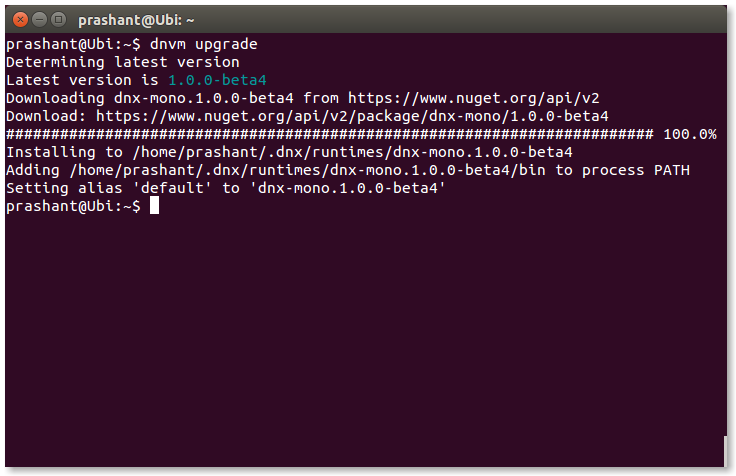 prashant@Ubi: ~
prashant@Ubi:~$ dnvm upgrade
Determining latest version
Latest version is 1.0.0-beta4
Downloading dnx-mono.1.0.0-beta4 from https://www.nuget.org/api/v2
Download: https://www.nuget.org/api/v2/package/dnx-mono/1.0.0-beta4
######################################################################## 100.0%
Installing to /home/prashant/.dnx/runtimes/dnx-mono.1.0.0-beta4
Adding /home/prashant/.dnx/runtimes/dnx-mono.1.0.0-beta4/bin to process PATH
Setting alias 'default' to 'dnx-mono.1.0.0-beta4'
prashant@Ubi:~$